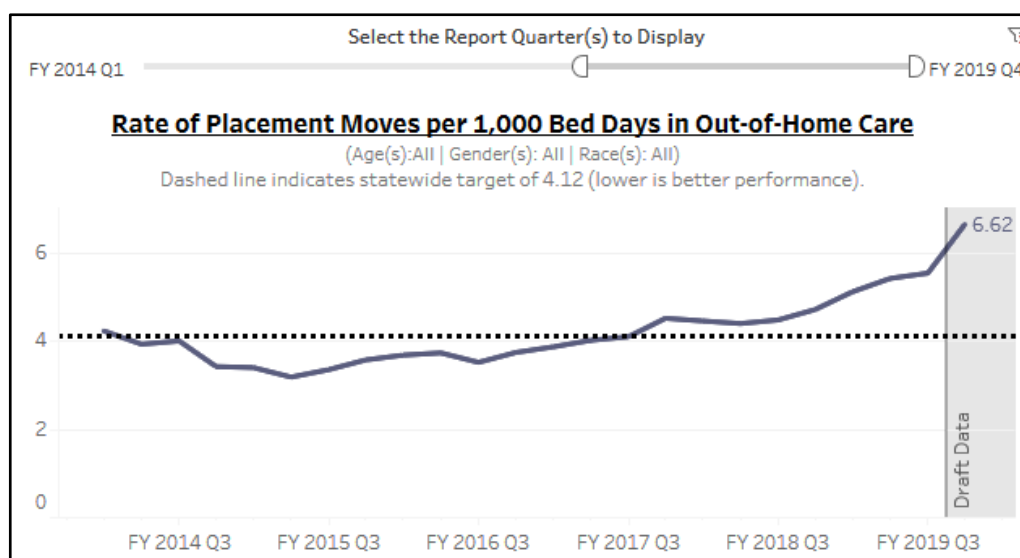 Select the Report Quarter(s) to Display
FY 2014 Q1
FY 2019 Q4
Rate of Placement Moves per 1,000 Bed Days in Out-of-Home Care
(Age(s):All | Gender(s): All | Race(s): All)
Dashed line indicates statewide target of 4.12 (lower is better performance).
6.62
6
4
2
0
Draft Data
FY 2014 Q3 FY 2015 Q3 FY 2016 Q3 FY 2017 Q3 FY 2018 Q3 FY 2019 Q3